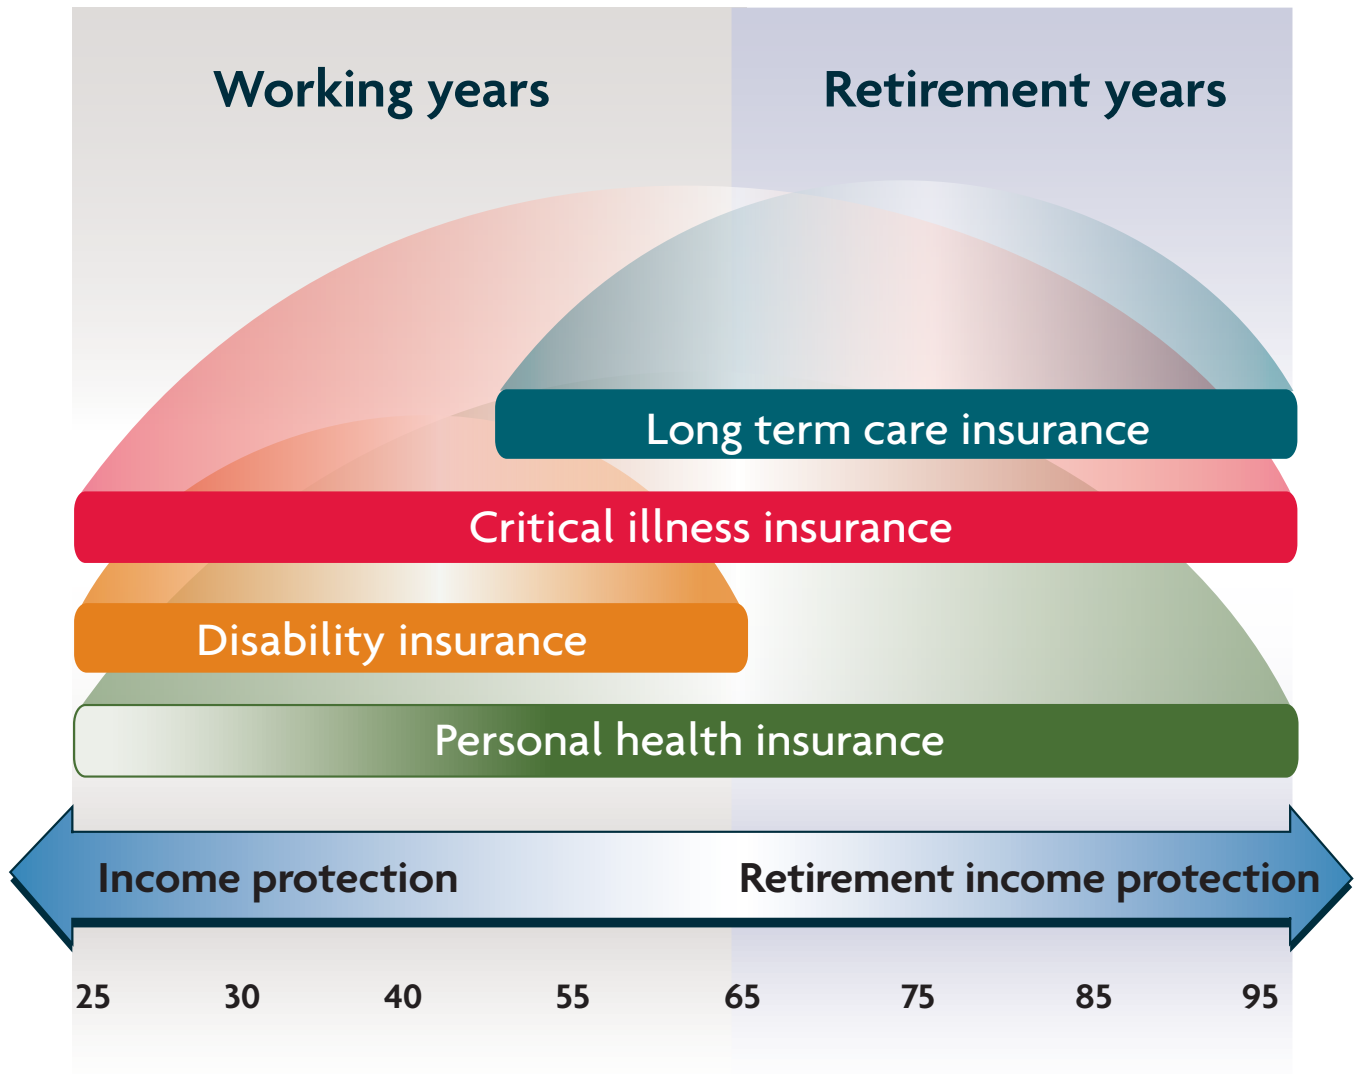 Working years
Retirement years
Long term care insurance
Critical illness insurance
Disability insurance
Personal health insurance
Income protection
Retirement income protection
25 30 40 55 65 75 85 95